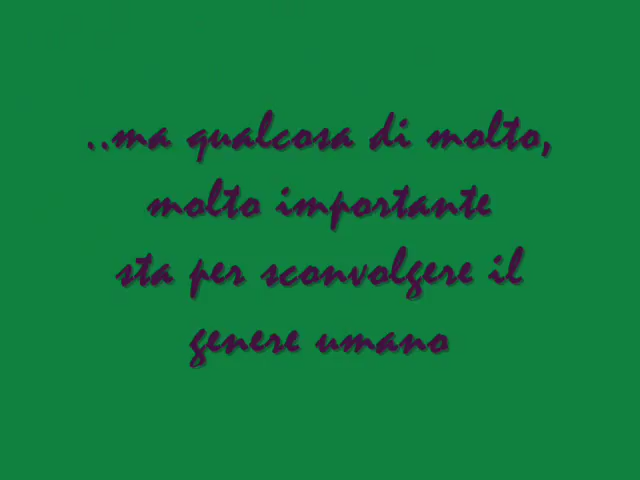 ..ma qualcosa di molto,
molto importante
sta per sconvolgere il
genere umano